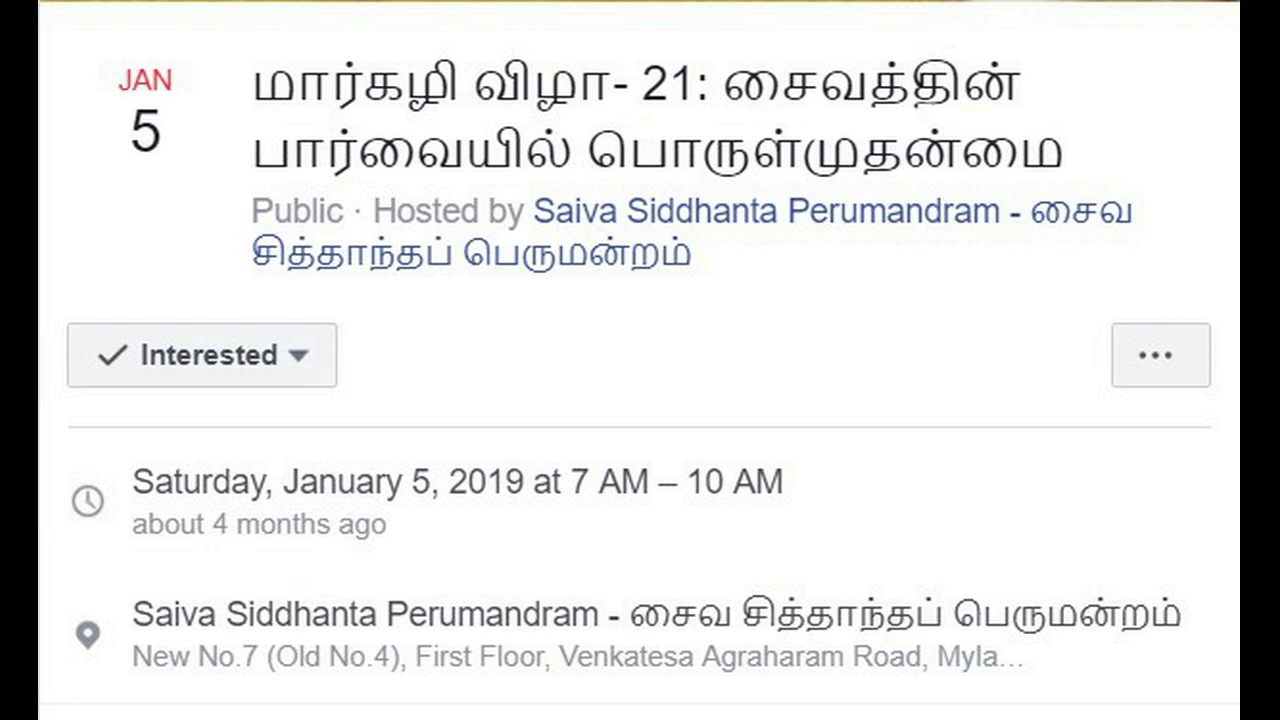 JAN
5
மார்கழி விழா- 21: சைவத்தின்
பார்வையில் பொருள்முதன்மை
Public · Hosted by Saiva Siddhanta Perumandram - சைவ
சித்தாந்தப் பெருமன்றம்
Interested
Saturday, January 5, 2019 at 7 AM – 10 AM
about 4 months ago
Saiva Siddhanta Perumandram - சைவ சித்தாந்தப் பெருமன்றம்
New No.7 (Old No.4), First Floor, Venkatesa Agraharam Road, Myla...